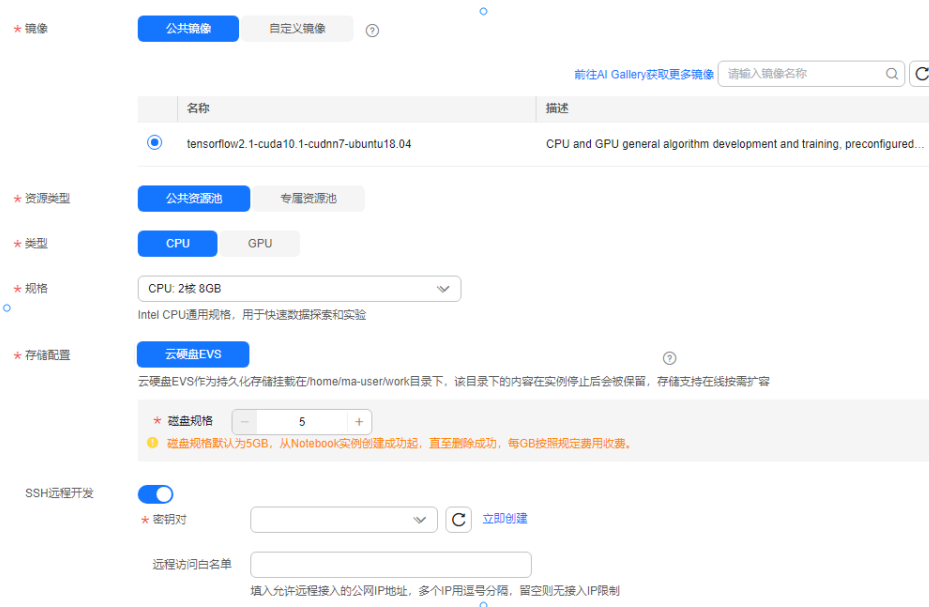 * 镜像 公共镜像 自定义镜像 ?
前往AI Gallery获取更多镜像 请输入镜像名称
名称 描述
tensorflow2.1-cuda10.1-cudnn7-ubuntu18.04 CPU and GPU general algorithm development and training, preconfigured...
* 资源类型 公共资源池 专属资源池
* 类型 CPU GPU
* 规格 CPU: 2核 8GB
Intel CPU通用规格，用于快速数据探索和实验
* 存储配置 云硬盘EVS ?
云硬盘EVS作为持久化存储挂载在/home/ma-user/work目录下，该目录下的内容在实例停止后会被保留，存储支持在线按需扩容
* 磁盘规格 − 5 +
! 磁盘规格默认为5GB，从Notebook实例创建成功起，直至删除成功，每GB按照规定费用收费。
SSH远程开发
* 密钥对 立即创建
远程访问白名单
填入允许远程接入的公网IP地址，多个IP用逗号分隔，留空则无接入IP限制